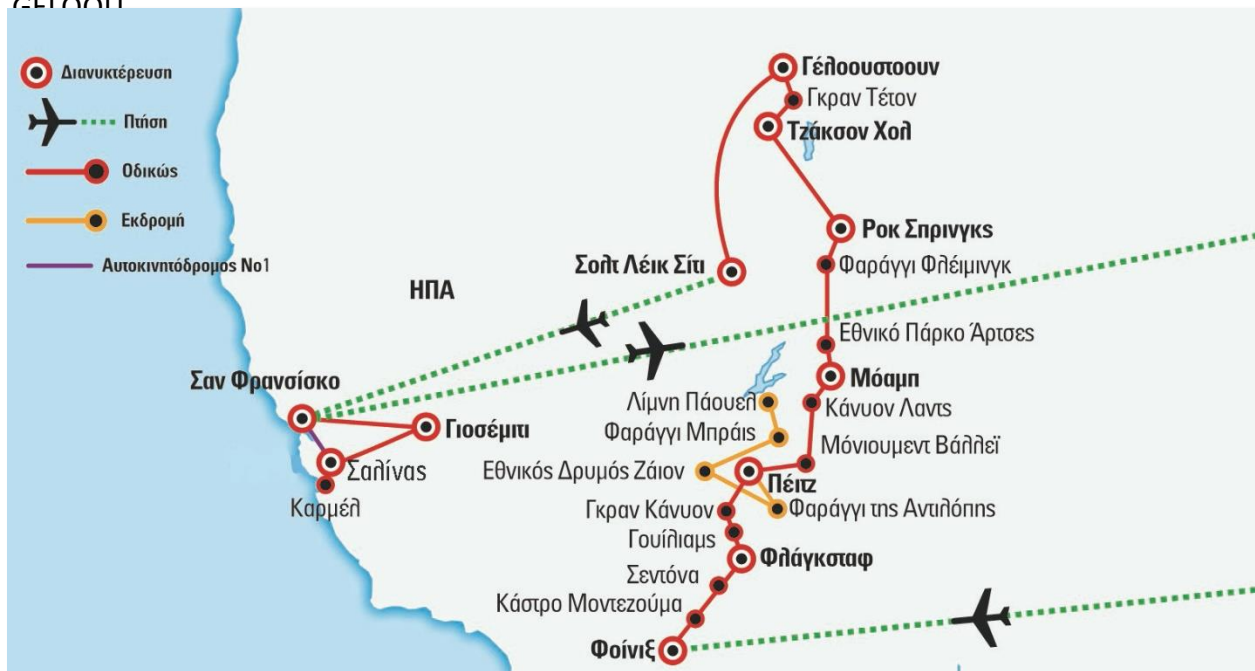 Διανυκτέρευση
Πτήση
Οδικώς
Εκδρομή
Αυτοκινητόδρομος Νο1
ΗΠΑ
Γέλοουστοουν
Γκραν Τέτον
Τζάκσον Χολ
Ροκ Σπρινγκς
Φαράγγι Φλέιμινγκ
Σολτ Λέικ Σίτι
Εθνικό Πάρκο Άρτσες
Μόαμπ
Σαν Φρανσίσκο
Λίμνη Πάουελ
Κάνυον Λαντς
Γιοσέμιτι
Φαράγγι Μπράις
Μόνιουμεντ Βάλλεϊ
Σαλίνας
Εθνικός Δρυμός Ζάιον
Πέιτζ
Καρμέλ
Γκραν Κάνυον
Φαράγγι της Αντιλόπης
Γουίλιαμς
Φλάγκσταφ
Σεντόνα
Κάστρο Μοντεζούμα
Φοίνιξ